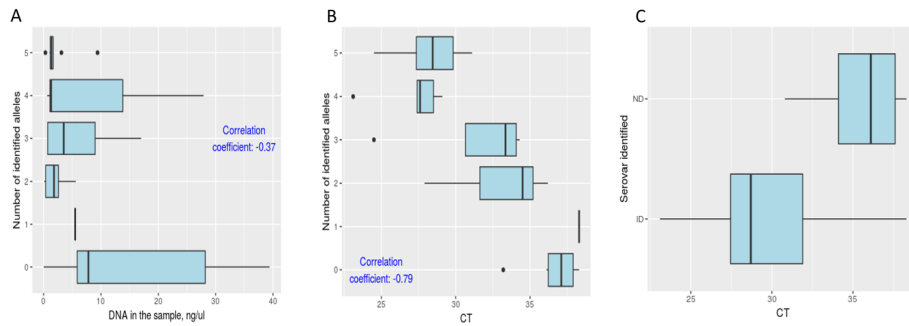 A
Number of identified alleles
5
4
3
2
1
0
Correlation
coefficient: -0.37
0
10
20
30
40
DNA in the sample, ng/ul
B
Number of identified alleles
5
4
3
2
1
0
Correlation
coefficient: -0.79
25
30
35
CT
C
Serovar identified
ND
ID
25
30
35
CT